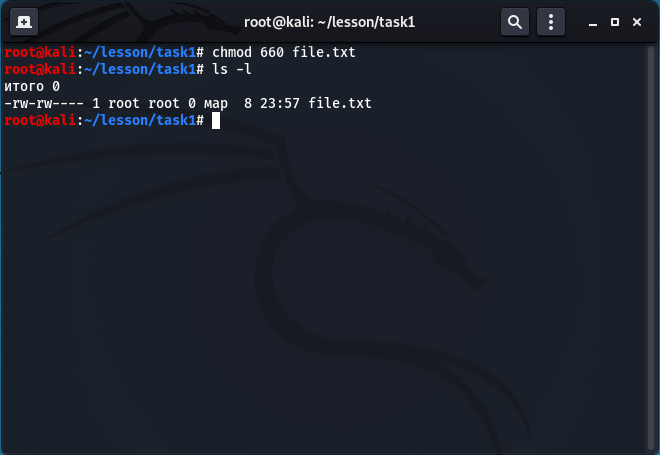 root@kali: ~/lesson/task1
root@kali:~/lesson/task1# chmod 660 file.txt
root@kali:~/lesson/task1# ls -l
итого 0
-rw-rw---- 1 root root 0 мар  8 23:57 file.txt
root@kali:~/lesson/task1#